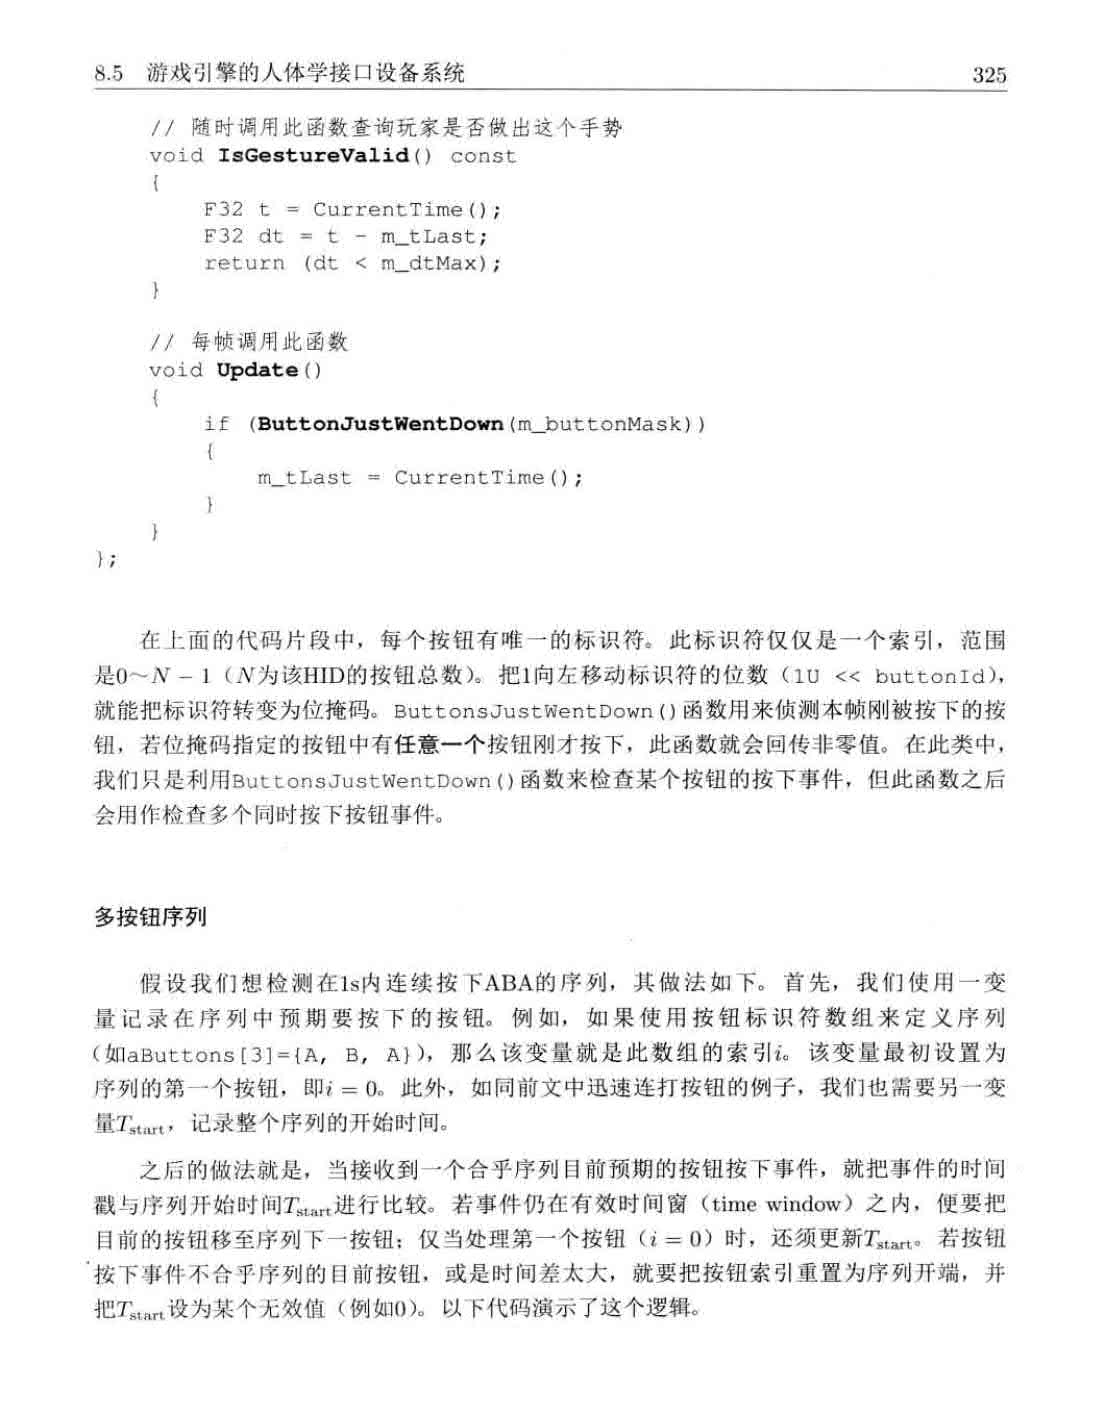 8.5 游戏引擎的人体学接口设备系统 325
// 随时调用此函数查询玩家是否做出这个手势
void IsGestureValid() const
{
F32 t = CurrentTime();
F32 dt = t - m_tLast;
return (dt < m_dtMax);
}
// 每帧调用此函数
void Update()
{
if (ButtonJustWentDown(m_buttonMask))
{
m_tLast = CurrentTime();
}
}
};
在上面的代码片段中，每个按钮有唯一的标识符。此标识符仅仅是一个索引，范围
是0～N − 1（N为该HID的按钮总数）。把1向左移动标识符的位数（1U << buttonId），
就能把标识符转变为位掩码。ButtonsJustWentDown()函数用来侦测本帧刚被按下的按
钮，若位掩码指定的按钮中有任意一个按钮刚才按下，此函数就会回传非零值。在此类中，
我们只是利用ButtonsJustWentDown()函数来检查某个按钮的按下事件，但此函数之后
会用作检查多个同时按下按钮事件。
多按钮序列
假设我们想检测在1s内连续按下ABA的序列，其做法如下。首先，我们使用一变
量记录在序列中预期要按下的按钮。例如，如果使用按钮标识符数组来定义序列
（如aButtons[3]={A, B, A}），那么该变量就是此数组的索引i。该变量最初设置为
序列的第一个按钮，即i = 0。此外，如同前文中迅速连打按钮的例子，我们也需要另一变
量Tstart，记录整个序列的开始时间。
之后的做法就是，当接收到一个合乎序列目前预期的按钮按下事件，就把事件的时间
戳与序列开始时间Tstart进行比较。若事件仍在有效时间窗（time window）之内，便要把
目前的按钮移至序列下一按钮；仅当处理第一个按钮（i = 0）时，还须更新Tstart。若按钮
按下事件不合乎序列的目前按钮，或是时间差太大，就要把按钮索引重置为序列开端，并
把Tstart设为某个无效值（例如0）。以下代码演示了这个逻辑。